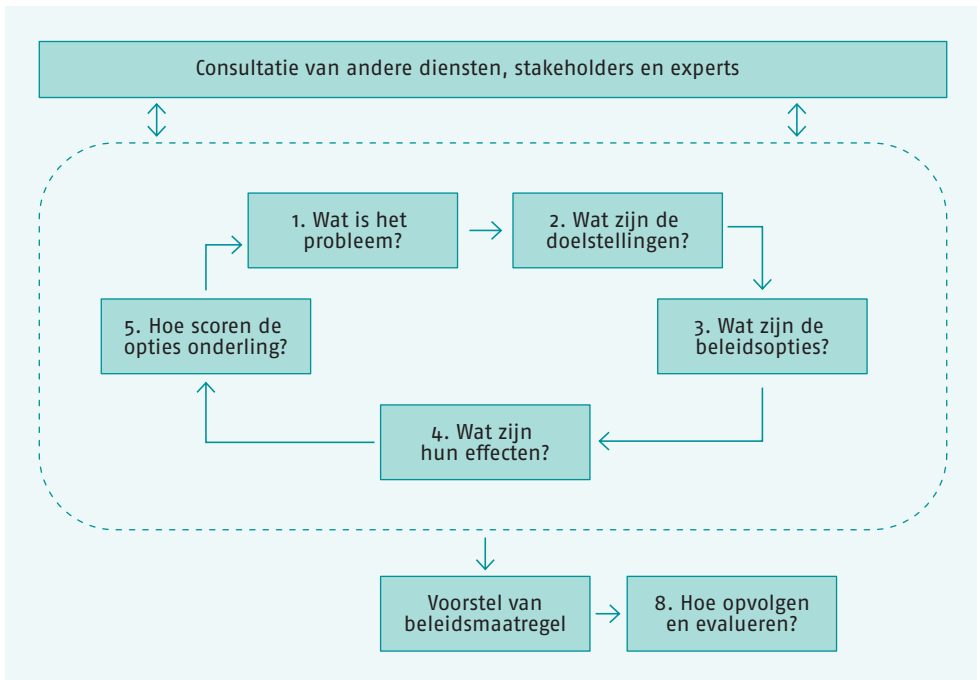 Consultatie van andere diensten, stakeholders en experts
1. Wat is het
probleem?
2. Wat zijn de
doelstellingen?
3. Wat zijn de
beleidsopties?
4. Wat zijn
hun effecten?
5. Hoe scoren de
opties onderling?
Voorstel van
beleidsmaatregel
8. Hoe opvolgen
en evalueren?